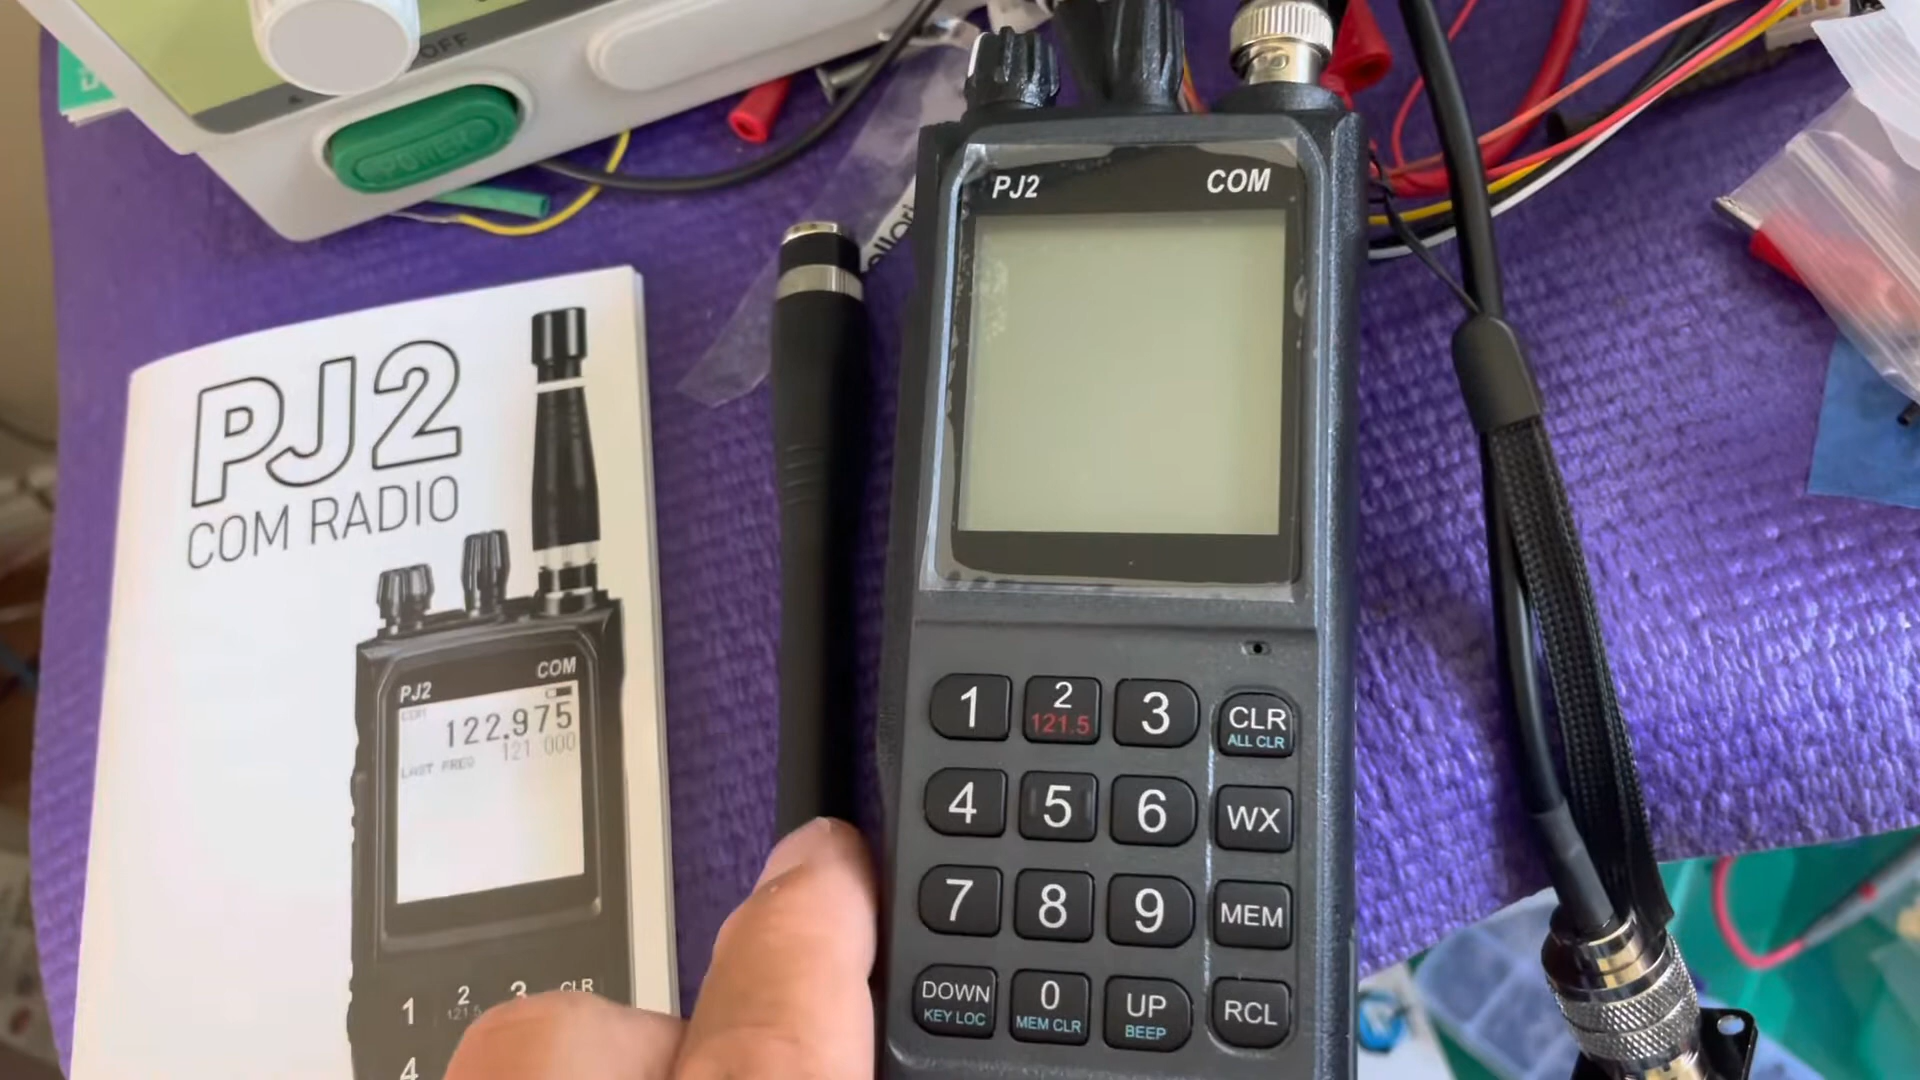 OFF
POWER
PJ2
COM RADIO
PJ2 COM
COM
122.975
121.000
LAST FREQ
1 2 3 CLR
121.5
4
PJ2 COM
1 2 3 CLR
121.5 ALL CLR
4 5 6 WX
7 8 9 MEM
DOWN 0 UP RCL
KEY LOC MEM CLR BEEP